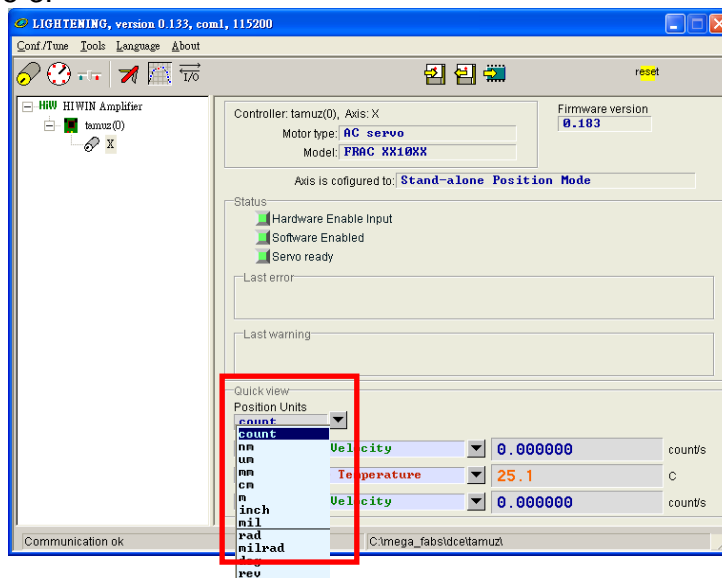 LIGHTENING, version 0.133, com1, 115200
Conf./Tune Tools Language About
I/O
reset
HIWIN Amplifier
tamuz(0)
X
Controller: tamuz(0), Axis: X
Firmware version
0.183
Motor type: AC servo
Model: FRAC XX10XX
Axis is cofigured to: Stand-alone Position Mode
Status
Hardware Enable Input
Software Enabled
Servo ready
Last error
Last warning
Quick view
Position Units
count
count
nm
um
mm
cm
m
inch
mil
rad
milrad
deg
rev
Velocity 0.000000 count/s
Temperature 25.1 C
Velocity 0.000000 count/s
Communication ok
C:\mega_fabs\dce\tamuz\